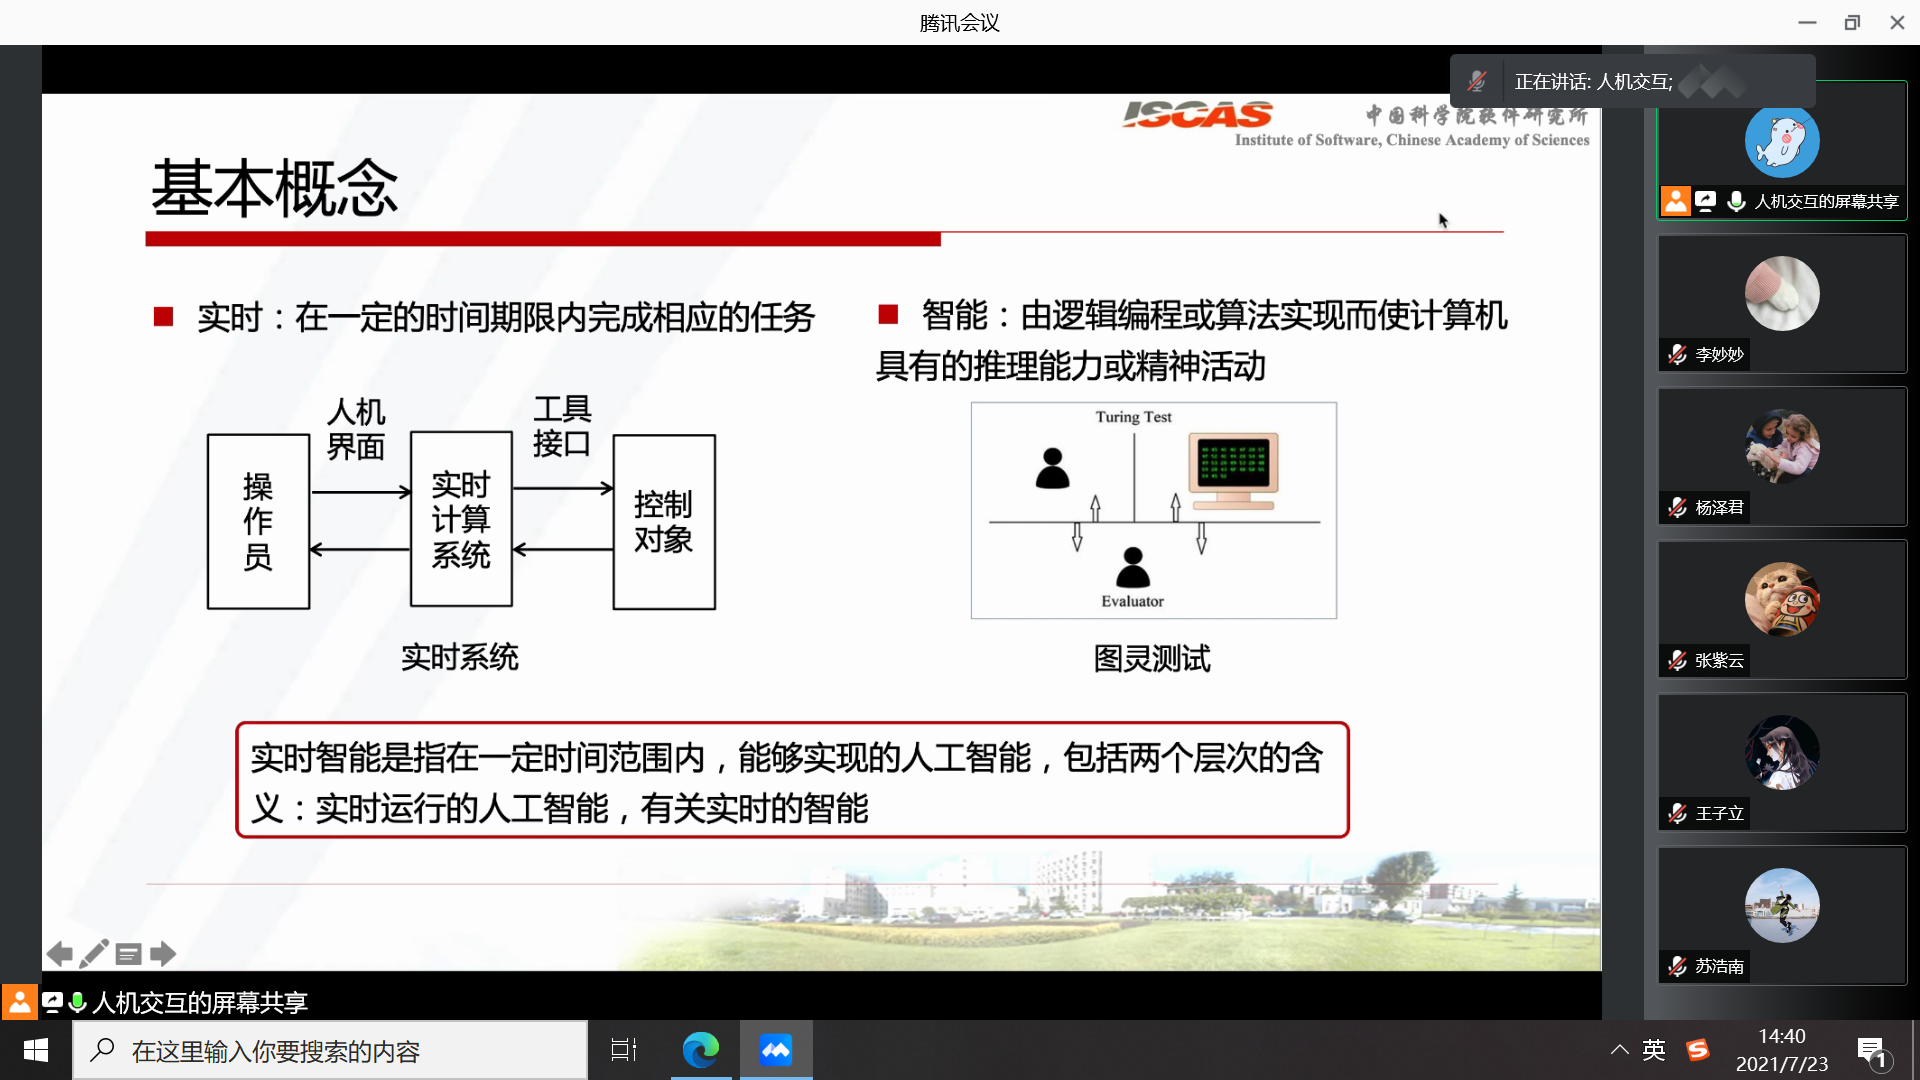 腾讯会议
正在讲话: 人机交互;
ISCAS
中国科学院软件研究所
Institute of Software, Chinese Academy of Sciences
基本概念
实时：在一定的时间期限内完成相应的任务
人机
界面
工具
接口
操
作
员
实时
计算
系统
控制
对象
实时系统
智能：由逻辑编程或算法实现而使计算机
具有的推理能力或精神活动
Turing Test
Evaluator
图灵测试
实时智能是指在一定时间范围内，能够实现的人工智能，包括两个层次的含
义：实时运行的人工智能，有关实时的智能
人机交互的屏幕共享
李妙妙
杨泽君
张紫云
王子立
苏浩南
人机交互的屏幕共享
在这里输入你要搜索的内容
英
14:40
2021/7/23
1